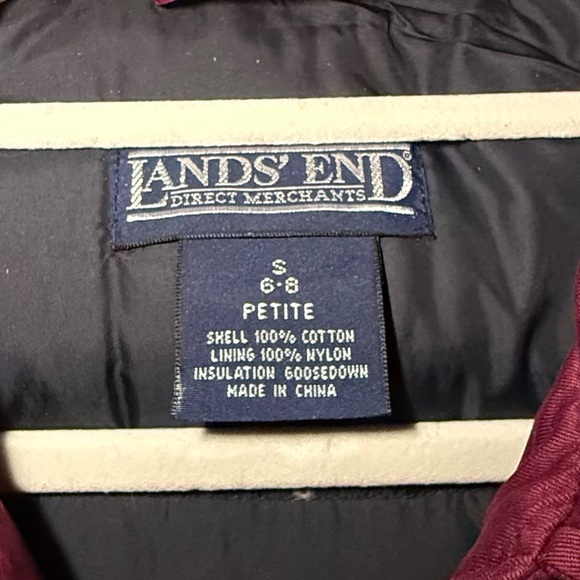 LANDS' END
DIRECT MERCHANTS
S
6-8
PETITE
SHELL 100% COTTON
LINING 100% NYLON
INSULATION GOOSEDOWN
MADE IN CHINA